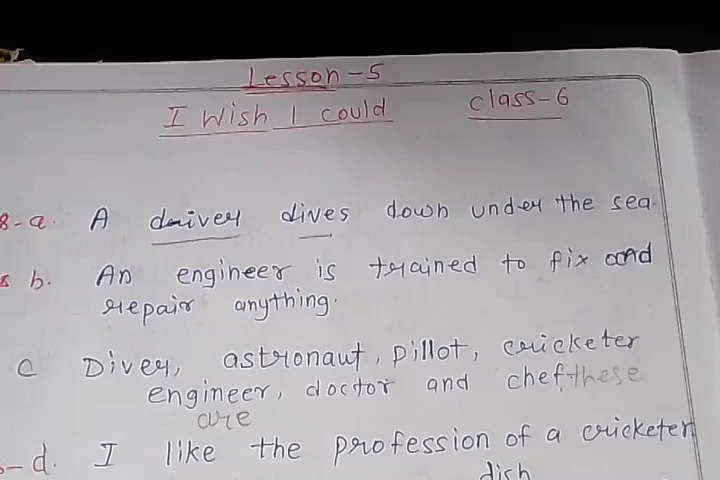 Lesson-5
I Wish I could class-6
8-a. A driver dives down under the sea.
b. An engineer is trained to fix and
repair anything.
c Diver, astronaut, pillot, cricketer
engineer, doctor and chef. these
are
d. I like the profession of a cricketer
dish